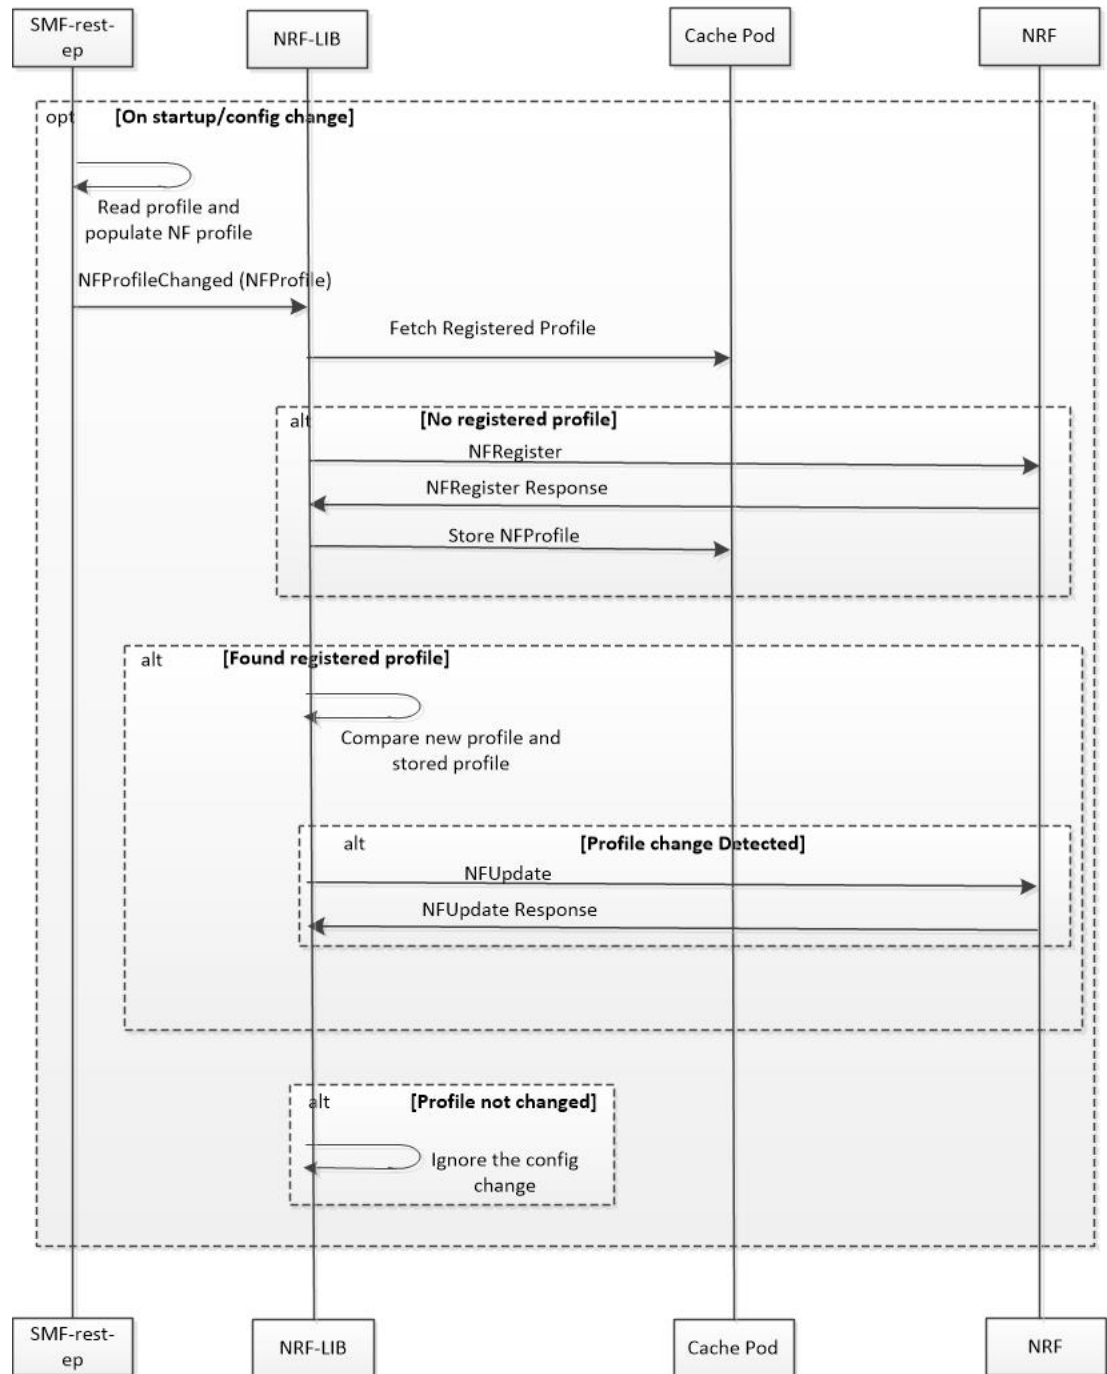 SMF-rest-
ep
NRF-LIB
Cache Pod
NRF
opt
[On startup/config change]
Read profile and
populate NF profile
NFProfileChanged (NFProfile)
Fetch Registered Profile
alt
[No registered profile]
NFRegister
NFRegister Response
Store NFProfile
alt
[Found registered profile]
Compare new profile and
stored profile
alt
[Profile change Detected]
NFUpdate
NFUpdate Response
alt
[Profile not changed]
Ignore the config
change
SMF-rest-
ep
NRF-LIB
Cache Pod
NRF